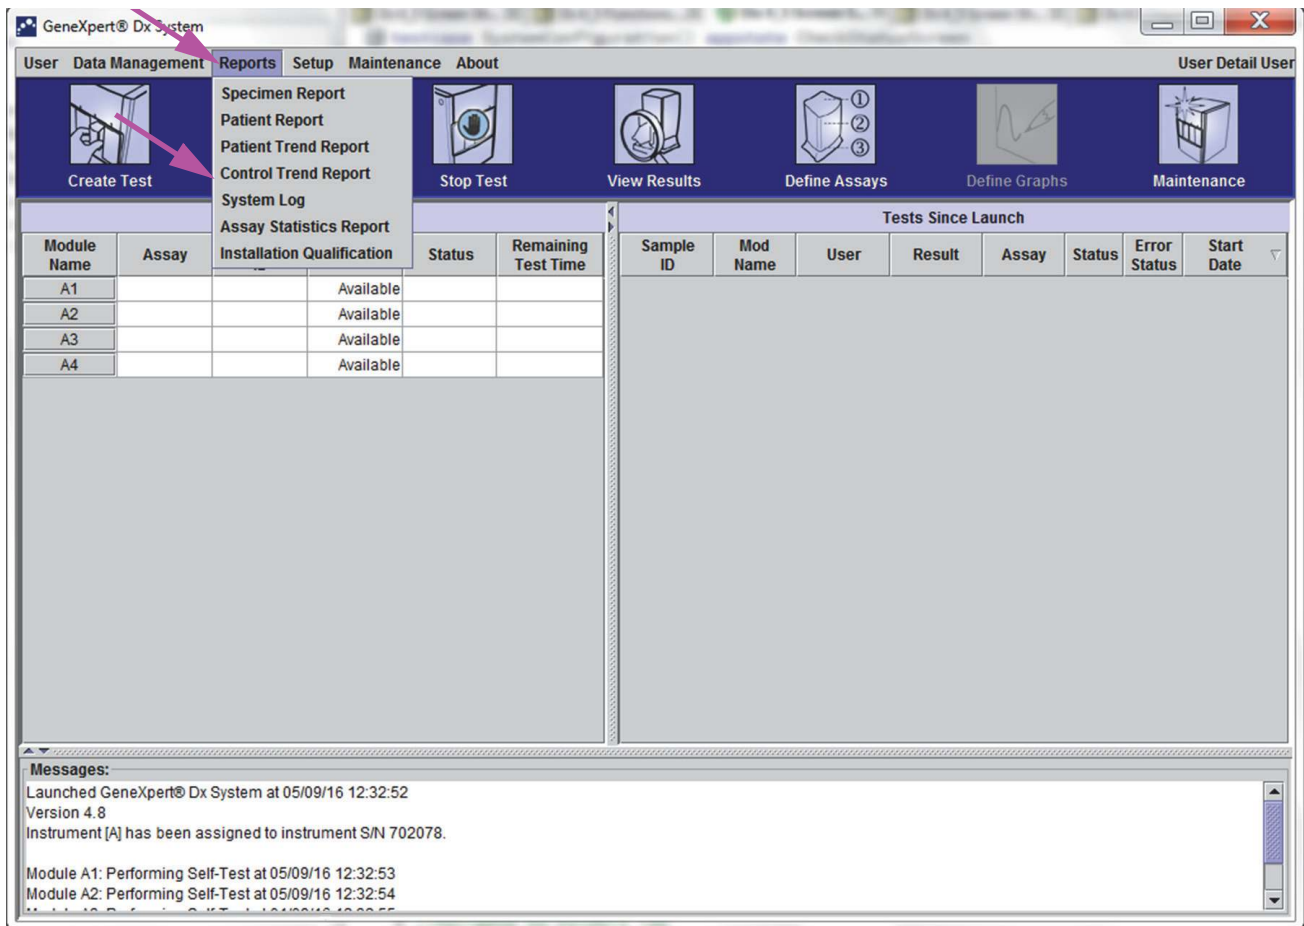 GeneXpert® Dx System
User Data Management Reports Setup Maintenance About User Detail User
Specimen Report
Patient Report
Patient Trend Report
Control Trend Report
System Log
Assay Statistics Report
Installation Qualification
Create Test Stop Test View Results Define Assays Define Graphs Maintenance
①
②
③
Tests Since Launch
Module Name Assay Status Remaining Test Time
Sample ID Mod Name User Result Assay Status Error Status Start Date
A1 Available
A2 Available
A3 Available
A4 Available
Messages:
Launched GeneXpert® Dx System at 05/09/16 12:32:52
Version 4.8
Instrument [A] has been assigned to instrument S/N 702078.
Module A1: Performing Self-Test at 05/09/16 12:32:53
Module A2: Performing Self-Test at 05/09/16 12:32:54